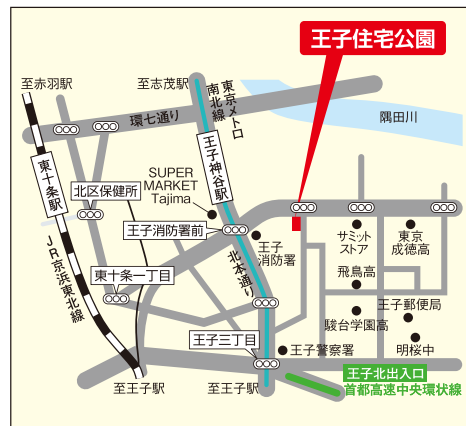 王子住宅公園
至赤羽駅
至志茂駅
東京メトロ
南北線
環七通り
隅田川
東十条駅
王子神谷駅
北区保健所
SUPER
MARKET
Tajima
王子消防署前
王子
消防署
サミット
ストア
東京
成徳高
JR京浜東北線
東十条一丁目
北本通り
飛鳥高
王子郵便局
駿台学園高
王子三丁目
王子警察署
明桜中
至王子駅
至王子駅
王子北出入口
首都高速中央環状線